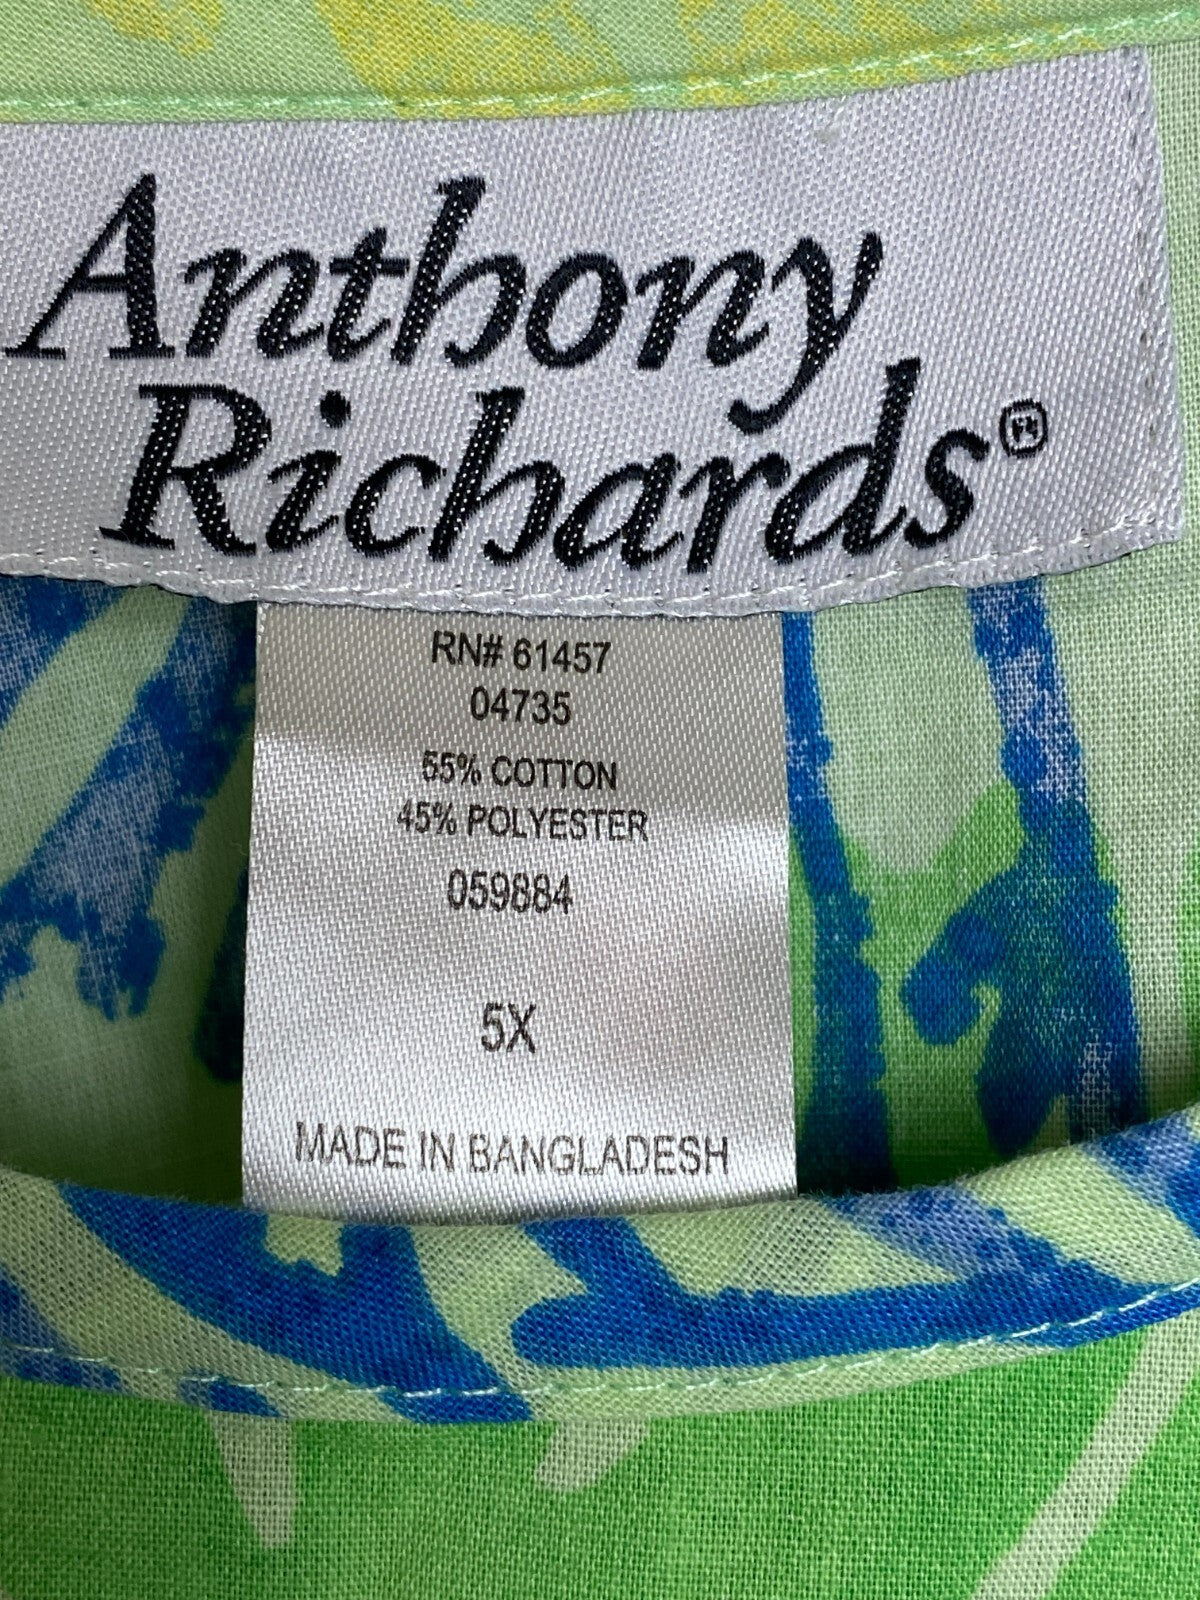 Anthony
Richards®
RN# 61457
04735
55% COTTON
45% POLYESTER
059884
5X
MADE IN BANGLADESH